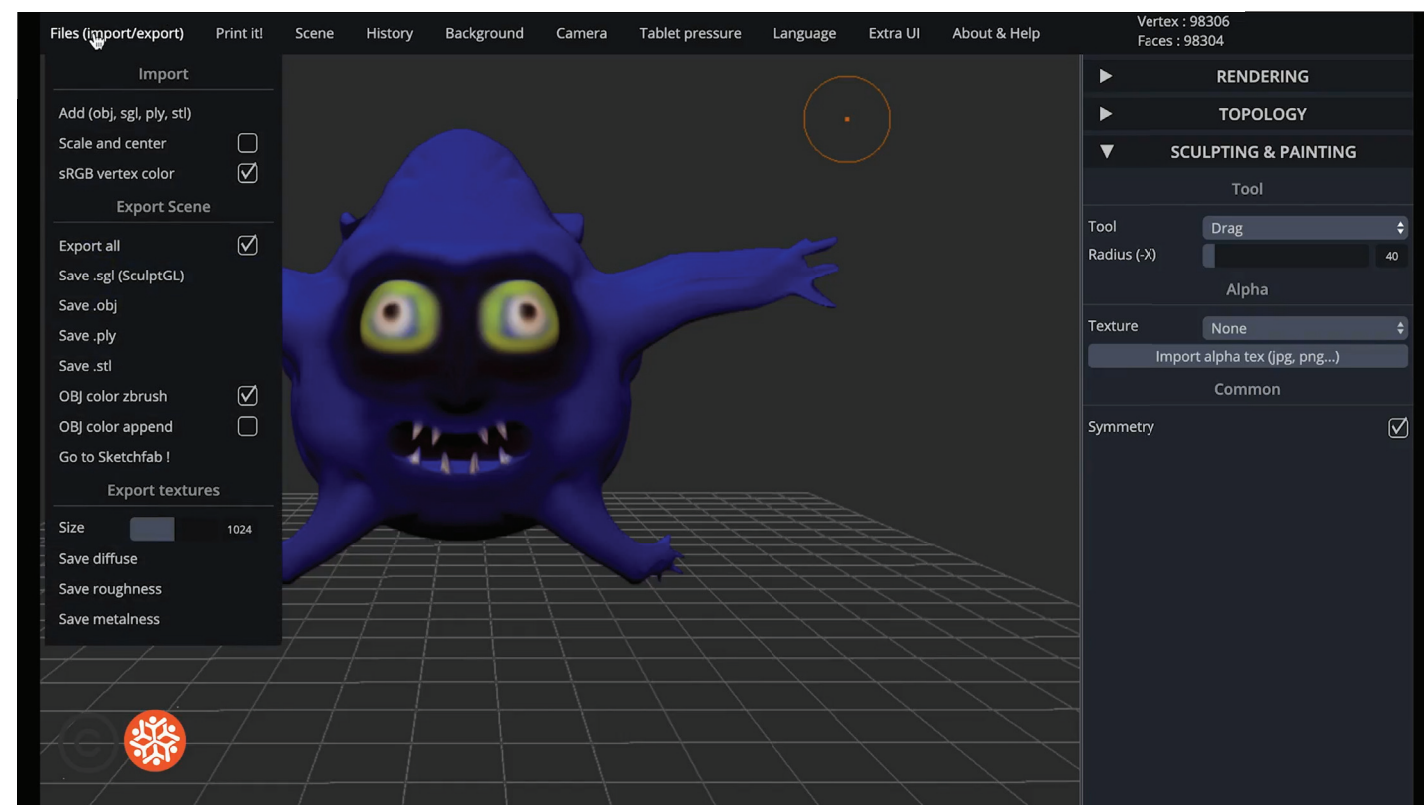 Files (import/export) Print it! Scene History Background Camera Tablet pressure Language Extra UI About & Help
Vertex : 98306
Faces : 98304
Import
Add (obj, sgl, ply, stl)
Scale and center
sRGB vertex color
Export Scene
Export all
Save .sgl (SculptGL)
Save .obj
Save .ply
Save .stl
OBJ color zbrush
OBJ color append
Go to Sketchfab !
Export textures
Size 1024
Save diffuse
Save roughness
Save metalness
RENDERING
TOPOLOGY
SCULPTING & PAINTING
Tool
Tool Drag
Radius (-X) 40
Alpha
Texture None
Import alpha tex (jpg, png...)
Common
Symmetry